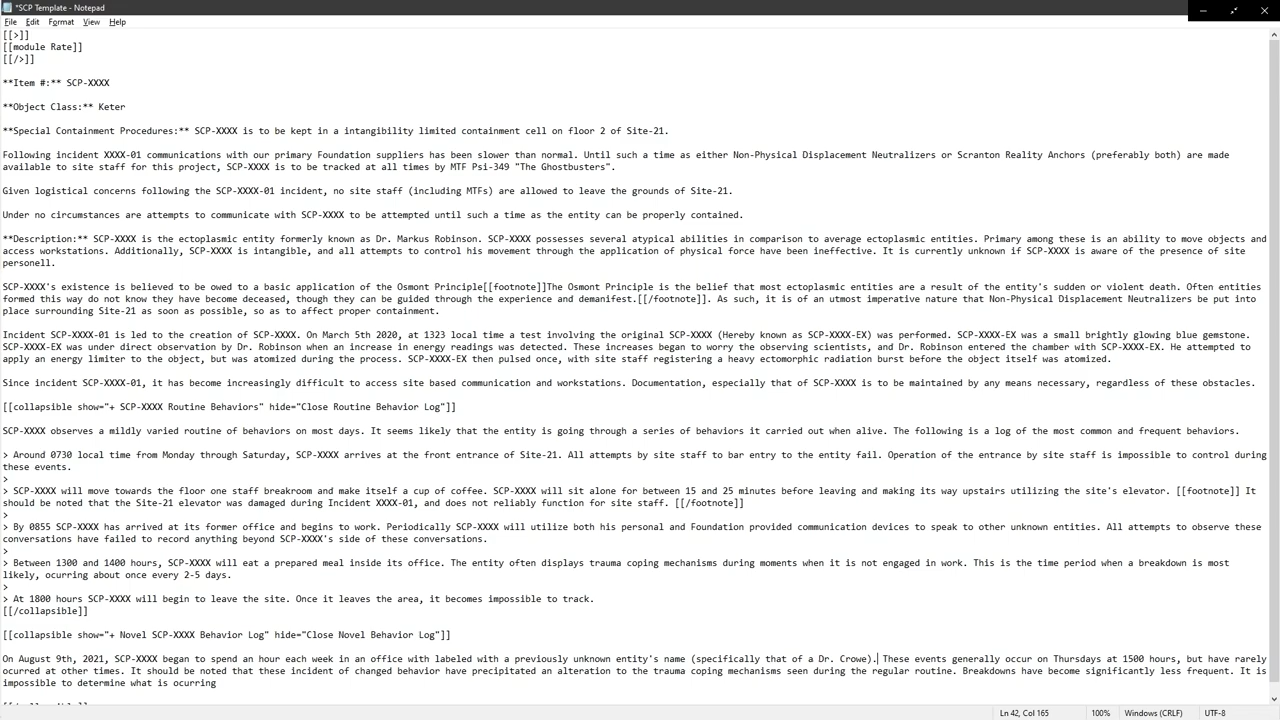 *SCP Template - Notepad
File Edit Format View Help
[[>]]
[[module Rate]]
[[/>]]
**Item #:** SCP-XXXX
**Object Class:** Keter
**Special Containment Procedures:** SCP-XXXX is to be kept in a intangibility limited containment cell on floor 2 of Site-21.
Following incident XXXX-01 communications with our primary Foundation suppliers has been slower than normal. Until such a time as either Non-Physical Displacement Neutralizers or Scranton Reality Anchors (preferably both) are made
available to site staff for this project, SCP-XXXX is to be tracked at all times by MTF Psi-349 "The Ghostbusters".
Given logistical concerns following the SCP-XXXX-01 incident, no site staff (including MTFs) are allowed to leave the grounds of Site-21.
Under no circumstances are attempts to communicate with SCP-XXXX to be attempted until such a time as the entity can be properly contained.
**Description:** SCP-XXXX is the ectoplasmic entity formerly known as Dr. Markus Robinson. SCP-XXXX possesses several atypical abilities in comparison to average ectoplasmic entities. Primary among these is an ability to move objects and
access workstations. Additionally, SCP-XXXX is intangible, and all attempts to control his movement through the application of physical force have been ineffective. It is currently unknown if SCP-XXXX is aware of the presence of site
personell.
SCP-XXXX's existence is believed to be owed to a basic application of the Osmont Principle[[footnote]]The Osmont Principle is the belief that most ectoplasmic entities are a result of the entity's sudden or violent death. Often entities
formed this way do not know they have become deceased, though they can be guided through the experience and demanifest.[[/footnote]]. As such, it is of an utmost imperative nature that Non-Physical Displacement Neutralizers be put into
place surrounding Site-21 as soon as possible, so as to affect proper containment.
Incident SCP-XXXX-01 is led to the creation of SCP-XXXX. On March 5th 2020, at 1323 local time a test involving the original SCP-XXXX (Hereby known as SCP-XXXX-EX) was performed. SCP-XXXX-EX was a small brightly glowing blue gemstone.
SCP-XXXX-EX was under direct observation by Dr. Robinson when an increase in energy readings was detected. These increases began to worry the observing scientists, and Dr. Robinson entered the chamber with SCP-XXXX-EX. He attempted to
apply an energy limiter to the object, but was atomized during the process. SCP-XXXX-EX then pulsed once, with site staff registering a heavy ectomorphic radiation burst before the object itself was atomized.
Since incident SCP-XXXX-01, it has become increasingly difficult to access site based communication and workstations. Documentation, especially that of SCP-XXXX is to be maintained by any means necessary, regardless of these obstacles.
[[collapsible show="+ SCP-XXXX Routine Behaviors" hide="Close Routine Behavior Log"]]
SCP-XXXX observes a mildly varied routine of behaviors on most days. It seems likely that the entity is going through a series of behaviors it carried out when alive. The following is a log of the most common and frequent behaviors.
> Around 0730 local time from Monday through Saturday, SCP-XXXX arrives at the front entrance of Site-21. All attempts by site staff to bar entry to the entity fail. Operation of the entrance by site staff is impossible to control during
these events.
>
> SCP-XXXX will move towards the floor one staff breakroom and make itself a cup of coffee. SCP-XXXX will sit alone for between 15 and 25 minutes before leaving and making its way upstairs utilizing the site's elevator. [[footnote]] It
should be noted that the Site-21 elevator was damaged during Incident XXXX-01, and does not reliably function for site staff. [[/footnote]]
>
> By 0855 SCP-XXXX has arrived at its former office and begins to work. Periodically SCP-XXXX will utilize both his personal and Foundation provided communication devices to speak to other unknown entities. All attempts to observe these
conversations have failed to record anything beyond SCP-XXXX's side of these conversations.
>
> Between 1300 and 1400 hours, SCP-XXXX will eat a prepared meal inside its office. The entity often displays trauma coping mechanisms during moments when it is not engaged in work. This is the time period when a breakdown is most
likely, ocurring about once every 2-5 days.
>
> At 1800 hours SCP-XXXX will begin to leave the site. Once it leaves the area, it becomes impossible to track.
[[/collapsible]]
[[collapsible show="+ Novel SCP-XXXX Behavior Log" hide="Close Novel Behavior Log"]]
On August 9th, 2021, SCP-XXXX began to spend an hour each week in an office with labeled with a previously unknown entity's name (specifically that of a Dr. Crowe). These events generally occur on Thursdays at 1500 hours, but have rarely
ocurred at other times. It should be noted that these incident of changed behavior have precipitated an alteration to the trauma coping mechanisms seen during the regular routine. Breakdowns have become significantly less frequent. It is
impossible to determine what is ocurring
Ln 42, Col 165 100% Windows (CRLF) UTF-8